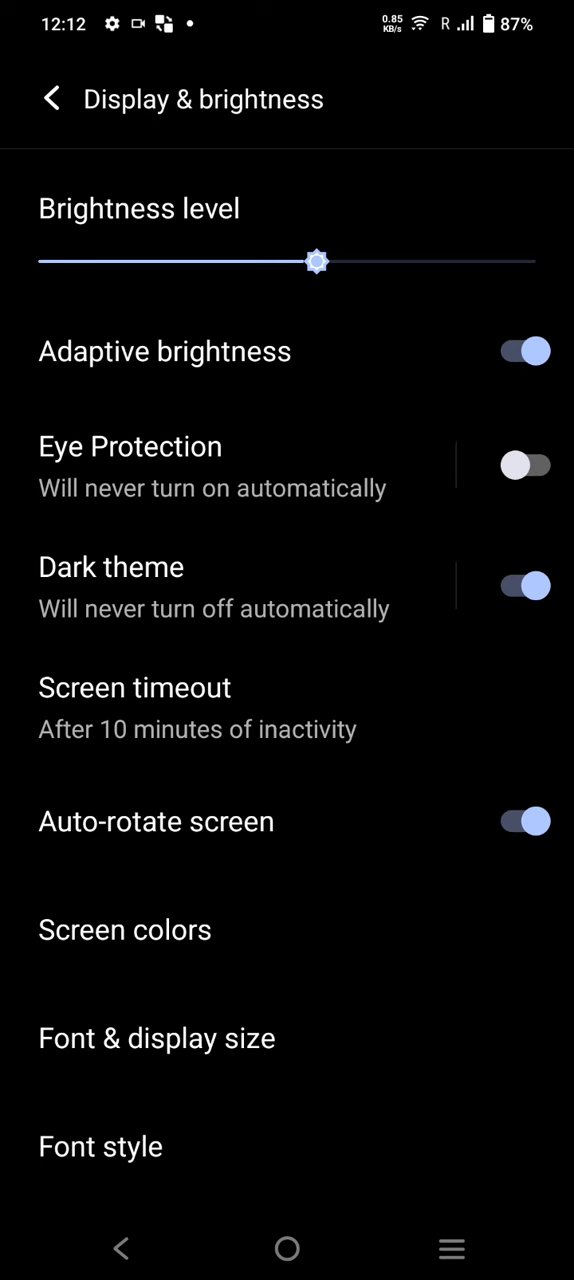 12:12 0.85 KB/s R 87%
Display & brightness
Brightness level
Adaptive brightness
Eye Protection
Will never turn on automatically
Dark theme
Will never turn off automatically
Screen timeout
After 10 minutes of inactivity
Auto-rotate screen
Screen colors
Font & display size
Font style